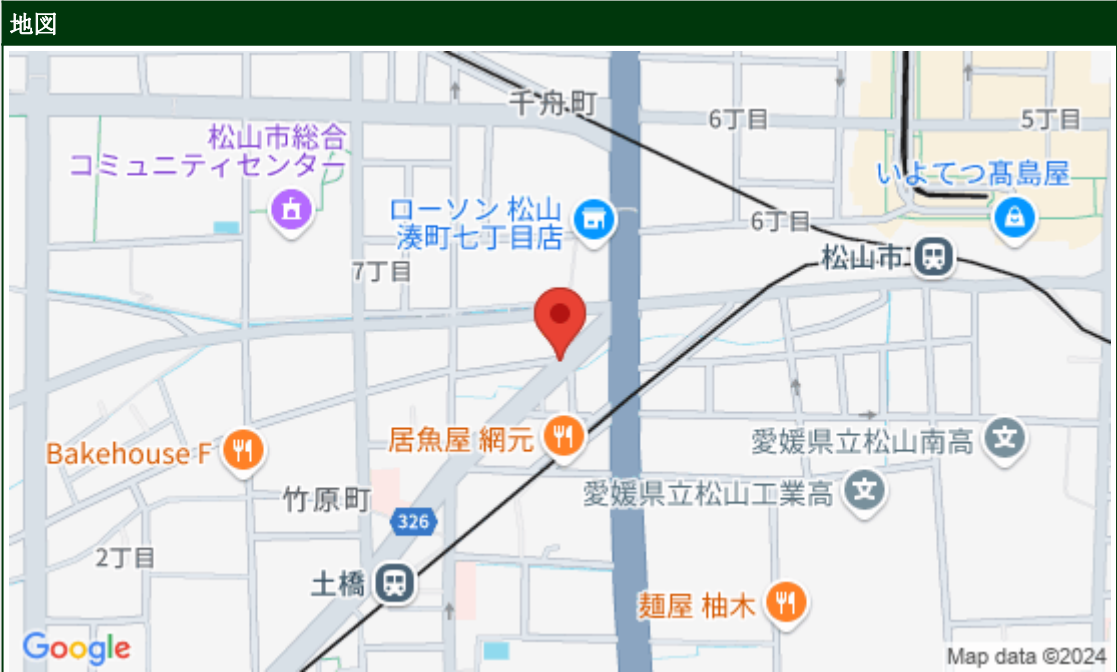 地図
千舟町
6丁目
5丁目
松山市総合
コミュニティセンター
いよてつ髙島屋
ローソン 松山
湊町七丁目店
6丁目
松山市
7丁目
居魚屋 網元
Bakehouse F
愛媛県立松山南高
竹原町
愛媛県立松山工業高
326
2丁目
土橋
麺屋 柚木
Google
Map data ©2024